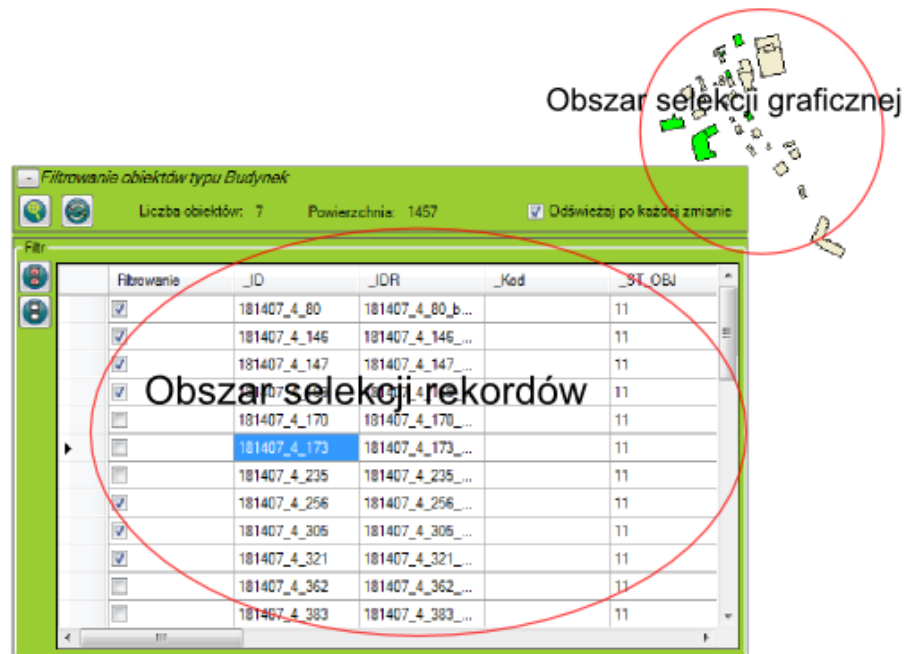 Obszar selekcji graficznej
Filtrowanie obiektów typu Budynek
Liczba obiektów: 7 Powierzchnia: 1457 Odświeżaj po każdej zmianie
Filtr
Filtrowanie _ID _IDR _Kod _ST_OBJ
181407_4_80 181407_4_80_b... 11
181407_4_146 181407_4_146_... 11
181407_4_147 181407_4_147_... 11
11
Obszar selekcji rekordów
181407_4_170 181407_4_170_... 11
181407_4_173 181407_4_173_... 11
181407_4_235 181407_4_235_... 11
181407_4_256 181407_4_256_... 11
181407_4_305 181407_4_305_... 11
181407_4_321 181407_4_321_... 11
181407_4_362 181407_4_362_... 11
181407_4_383 181407_4_383_... 11